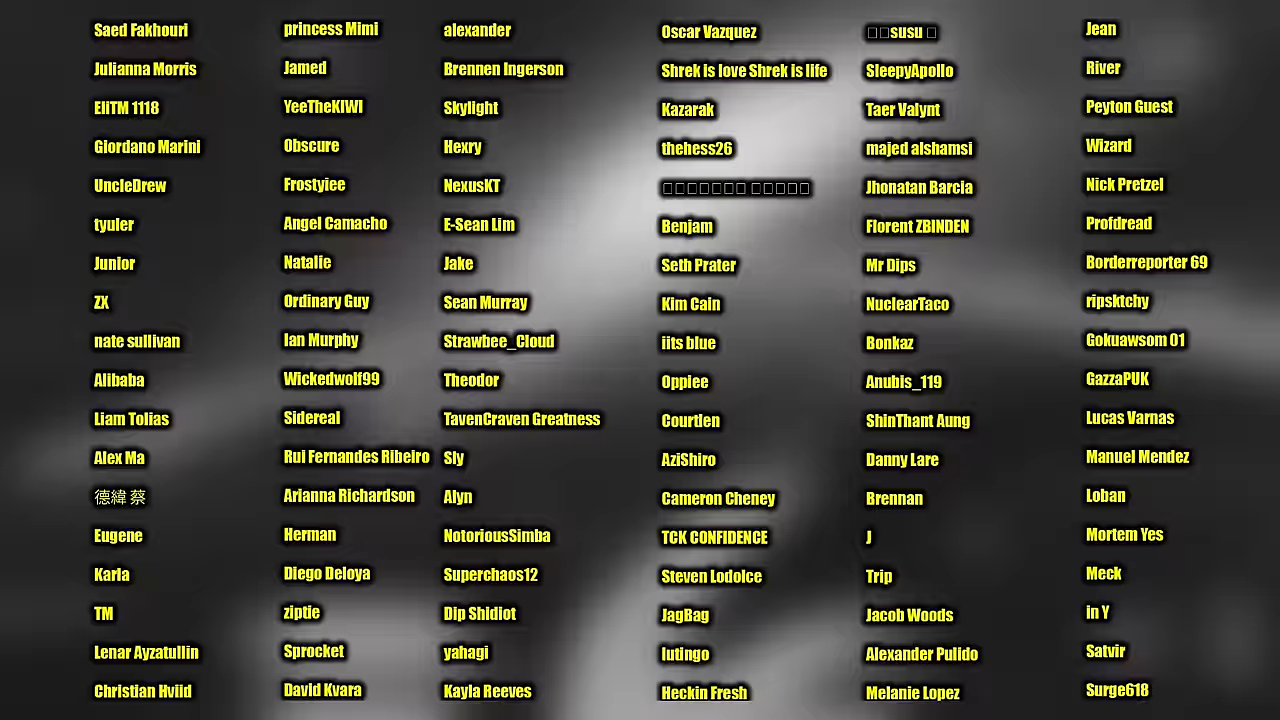 Saed Fakhouri
Julianna Morris
EliTM 1118
Giordano Marini
UncleDrew
tyuler
Junior
ZX
nate sullivan
Alibaba
Liam Tolias
Alex Ma
德緯 蔡
Eugene
Karla
TM
Lenar Ayzatullin
Christian Hviid
princess Mimi
Jamed
YeeTheKIWI
Obscure
Frostyiee
Angel Camacho
Natalie
Ordinary Guy
Ian Murphy
Wickedwolf99
Sidereal
Rui Fernandes Ribeiro
Arianna Richardson
Herman
Diego Deloya
ziptie
Sprocket
David Kvara
alexander
Brennen Ingerson
Skylight
Hexry
NexusKT
E-Sean Lim
Jake
Sean Murray
Strawbee_Cloud
Theodor
TavenCraven Greatness
Sly
Alyn
NotoriousSimba
Superchaos12
Dip Shidiot
yahagi
Kayla Reeves
Oscar Vazquez
Shrek is love Shrek is life
Kazarak
thehess26
Benjam
Seth Prater
Kim Cain
iits blue
Oppiee
Courtlen
AziShiro
Cameron Cheney
TCK CONFIDENCE
Steven Lodolce
JagBag
lutingo
Heckin Fresh
susu
SleepyApollo
Taer Valynt
majed alshamsi
Jhonatan Barcia
Florent ZBINDEN
Mr Dips
NuclearTaco
Bonkaz
Anubis_119
ShinThant Aung
Danny Lare
Brennan
J
Trip
Jacob Woods
Alexander Pulido
Melanie Lopez
Jean
River
Peyton Guest
Wizard
Nick Pretzel
Profdread
Borderreporter 69
ripsktchy
Gokuawsom 01
GazzaPUK
Lucas Varnas
Manuel Mendez
Loban
Mortem Yes
Meck
in Y
Satvir
Surge618